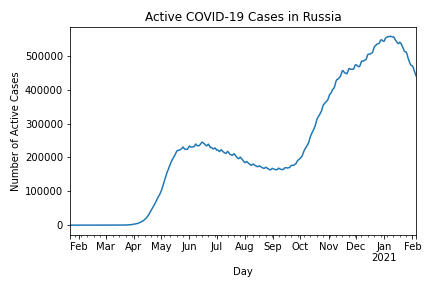 Active COVID-19 Cases in Russia
Number of Active Cases
500000
400000
300000
200000
100000
0
Feb Mar Apr May Jun Jul Aug Sep Oct Nov Dec Jan Feb
2021
Day